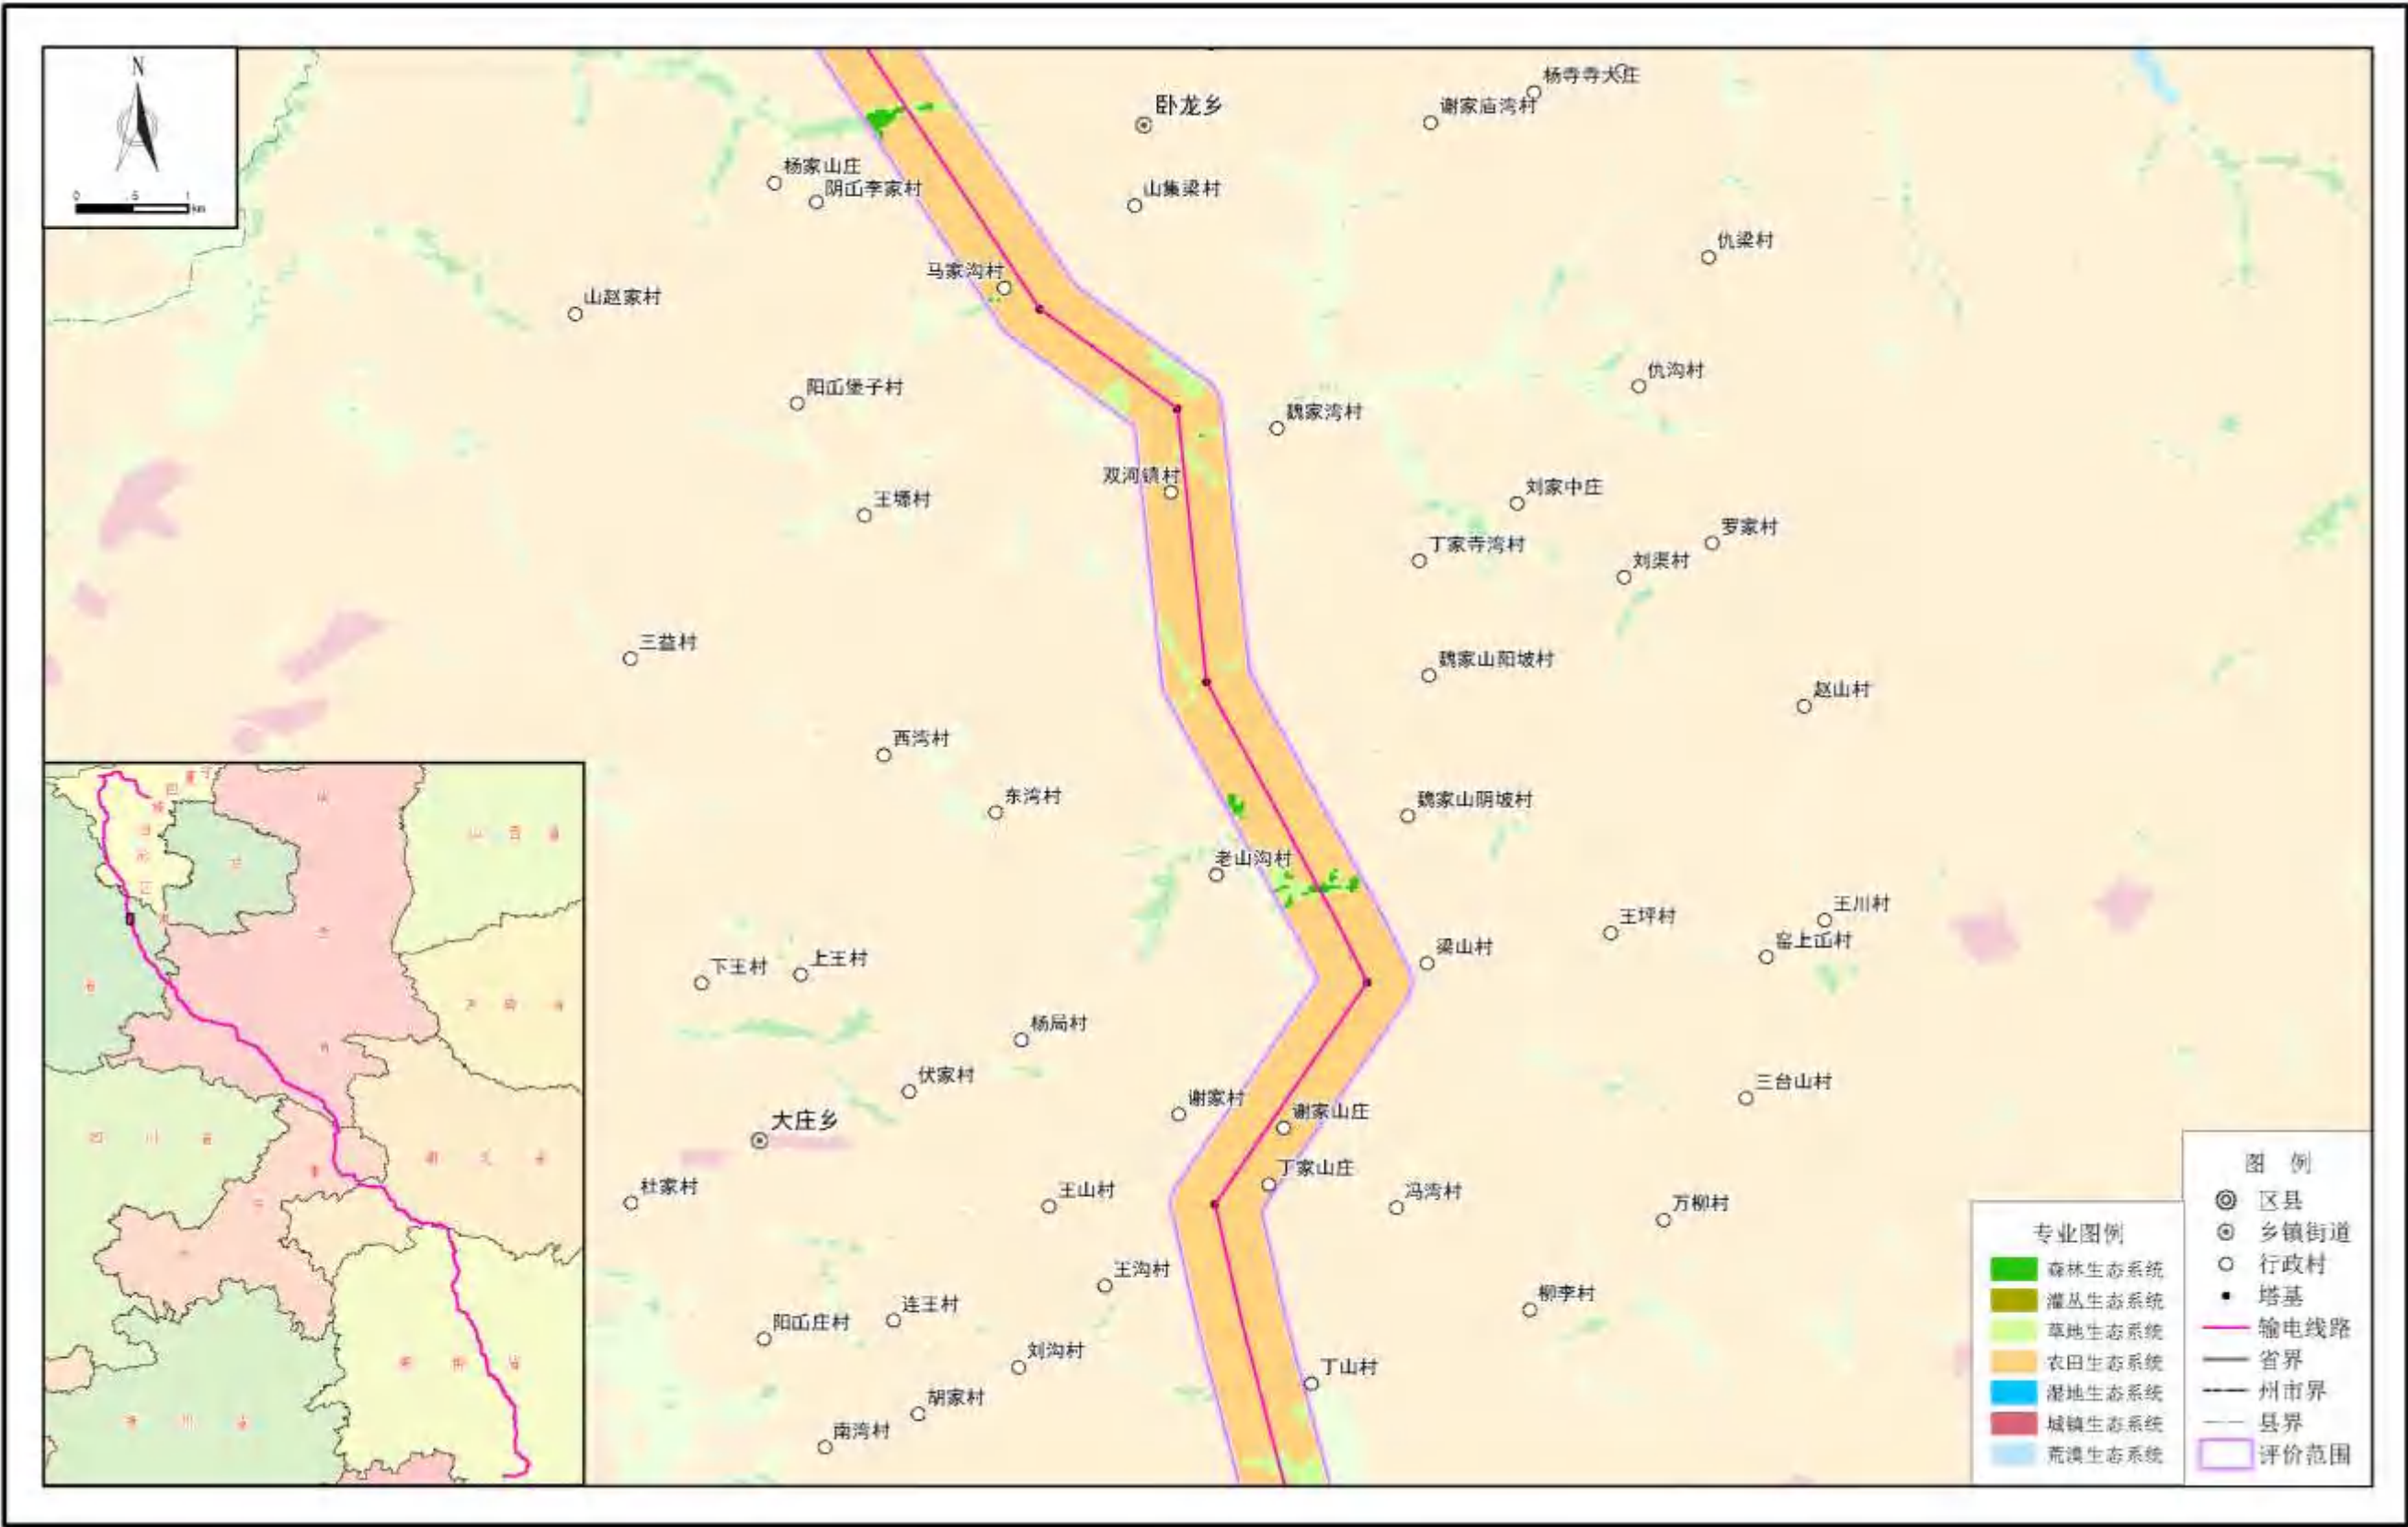 N
0 .5 1
km
卧龙乡
杨寺寺大庄
谢家庙湾村
杨家山庄
阴屲李家村
山集梁村
仇梁村
马家沟村
山赵家村
仇沟村
阳屲堡子村
魏家湾村
双河镇村
刘家中庄
王塬村
罗家村
丁家寺湾村
刘渠村
三益村
魏家山阳坡村
赵山村
西湾村
东湾村
魏家山阴坡村
老山沟村
王川村
王坪村
窑上屲村
梁山村
上王村
下王村
杨局村
伏家村
三台山村
谢家村
谢家山庄
大庄乡
丁家山庄
杜家村
王山村
冯湾村
万柳村
王沟村
柳李村
连王村
阳屲庄村
刘沟村
丁山村
胡家村
南湾村
四 川 省
图 例
区县
乡镇街道
行政村
塔基
输电线路
省界
州市界
县界
评价范围
专业图例
森林生态系统
灌丛生态系统
草地生态系统
农田生态系统
湿地生态系统
城镇生态系统
荒漠生态系统